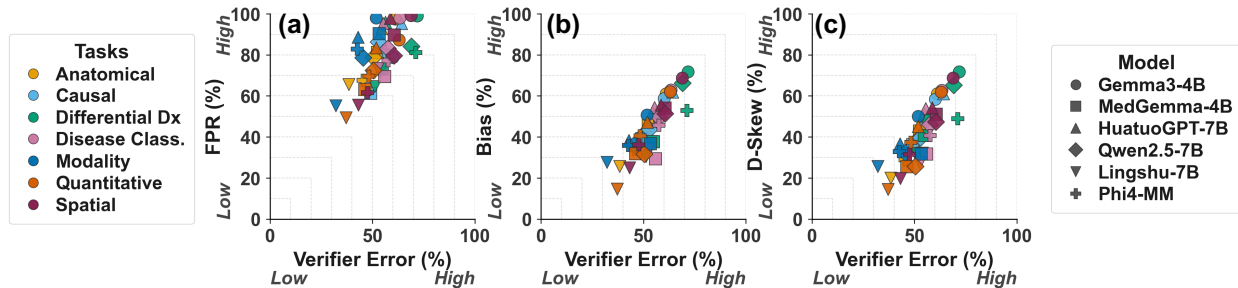 Tasks
Anatomical
Causal
Differential Dx
Disease Class.
Modality
Quantitative
Spatial
(a)
High
Low
FPR (%)
100
80
60
40
20
0
0
50
100
Verifier Error (%)
Low
High
(b)
High
Low
Bias (%)
100
80
60
40
20
0
0
50
100
Verifier Error (%)
Low
High
(c)
High
Low
D-Skew (%)
100
80
60
40
20
0
0
50
100
Verifier Error (%)
Low
High
Model
Gemma3-4B
MedGemma-4B
HuatuoGPT-7B
Qwen2.5-7B
Lingshu-7B
Phi4-MM